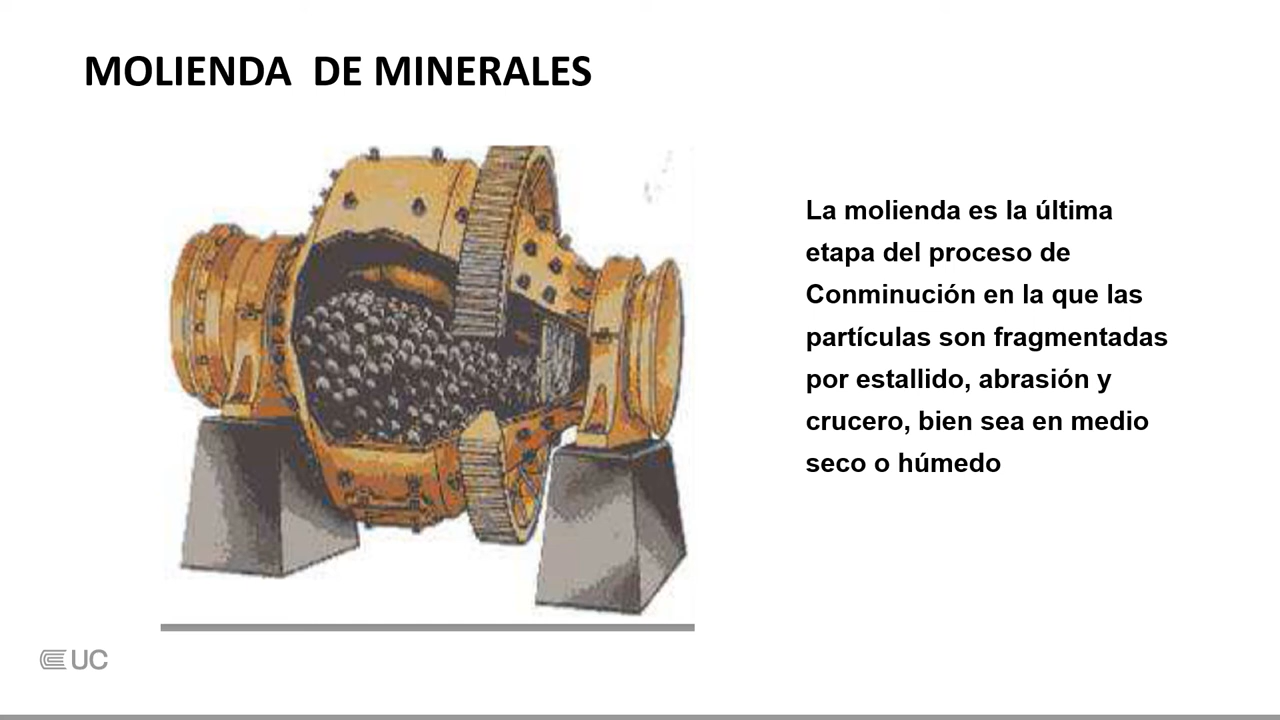 MOLIENDA DE MINERALES
La molienda es la última
etapa del proceso de
Conminución en la que las
partículas son fragmentadas
por estallido, abrasión y
crucero, bien sea en medio
seco o húmedo
UC